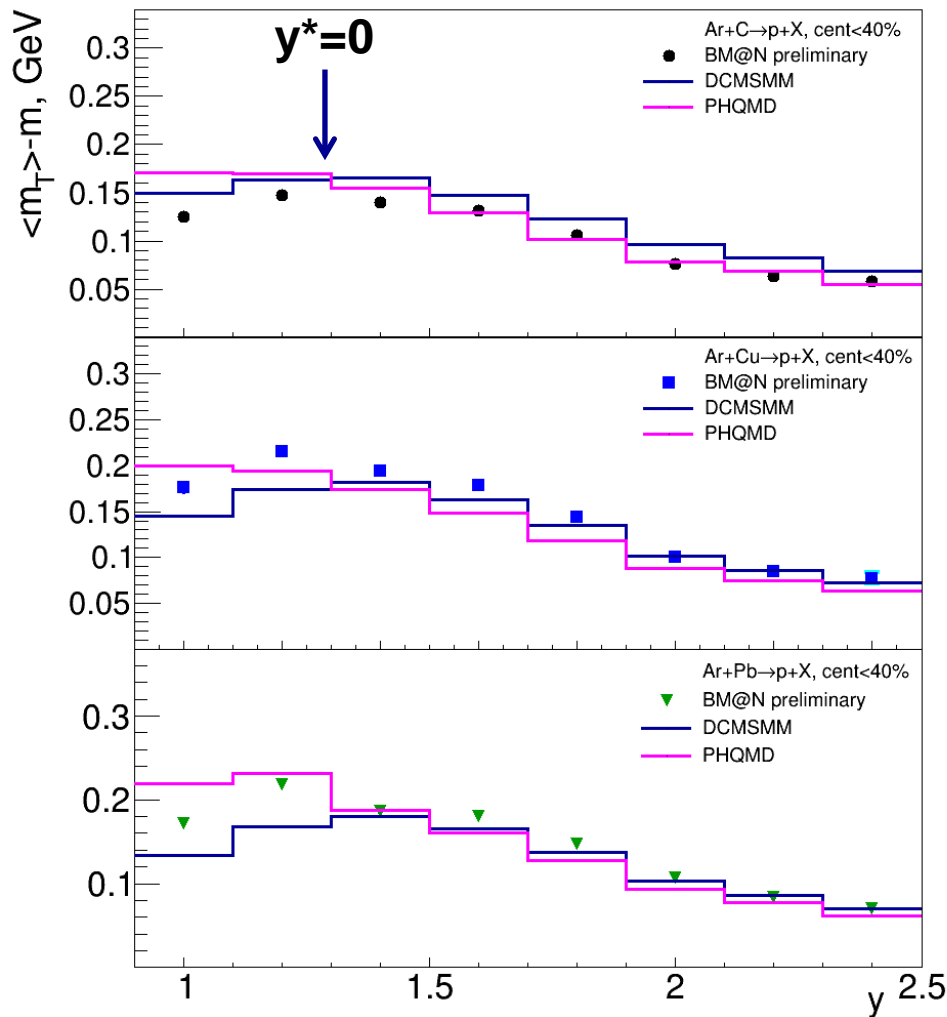 <m_T>-m, GeV
y*=0
Ar+C→p+X, cent<40%
BM@N preliminary
DCMSMM
PHQMD
0.3
0.25
0.2
0.15
0.1
0.05
Ar+Cu→p+X, cent<40%
BM@N preliminary
DCMSMM
PHQMD
0.3
0.25
0.2
0.15
0.1
0.05
Ar+Pb→p+X, cent<40%
BM@N preliminary
DCMSMM
PHQMD
0.3
0.2
0.1
1 1.5 2 2.5
y